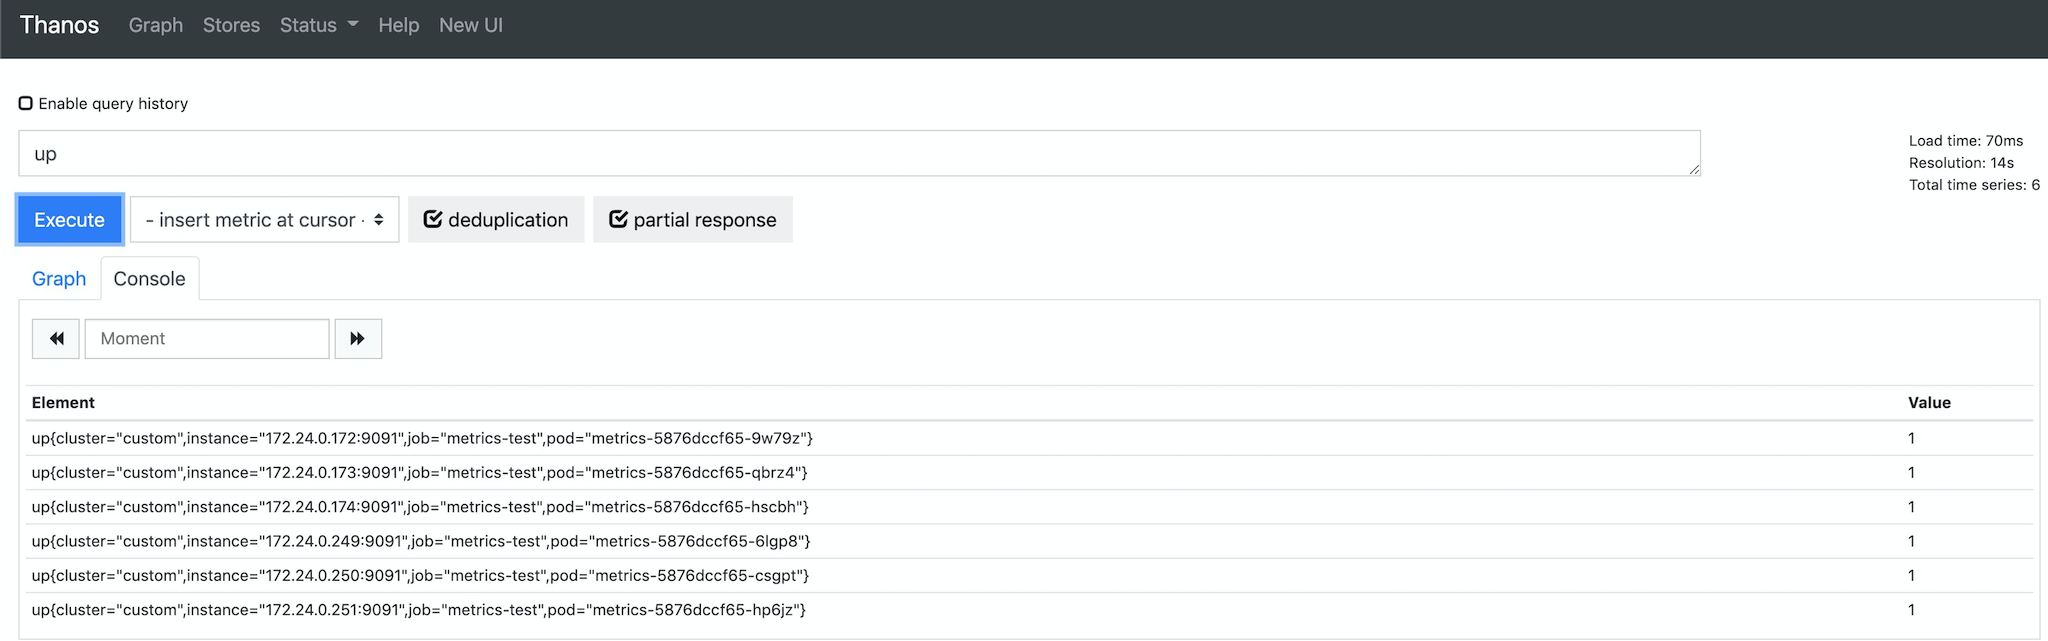 Thanos Graph Stores Status Help New UI
Enable query history
up
Load time: 70ms
Resolution: 14s
Total time series: 6
Execute - insert metric at cursor - deduplication partial response
Graph Console
Moment
Element Value
up{cluster="custom",instance="172.24.0.172:9091",job="metrics-test",pod="metrics-5876dccf65-9w79z"} 1
up{cluster="custom",instance="172.24.0.173:9091",job="metrics-test",pod="metrics-5876dccf65-qbrz4"} 1
up{cluster="custom",instance="172.24.0.174:9091",job="metrics-test",pod="metrics-5876dccf65-hscbh"} 1
up{cluster="custom",instance="172.24.0.249:9091",job="metrics-test",pod="metrics-5876dccf65-6lgp8"} 1
up{cluster="custom",instance="172.24.0.250:9091",job="metrics-test",pod="metrics-5876dccf65-csgpt"} 1
up{cluster="custom",instance="172.24.0.251:9091",job="metrics-test",pod="metrics-5876dccf65-hp6jz"} 1